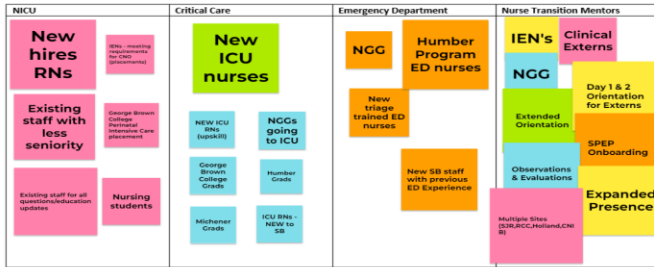 NICU
New
hires
RNs
IENs - meeting
requirements
for CNO
(placements)
Existing
staff with
less
seniority
George Brown
College
Perinatal
Intensive Care
placement
Existing staff for all
questions/education
updates
Nursing
students
Critical Care
New
ICU
nurses
NEW ICU
RNs
(upskill)
NGGs
going to
ICU
George
Brown
College
Grads
Humber
Grads
Michener
Grads
ICU RNs -
NEW to
SB
Emergency Department
NGG
Humber
Program
ED nurses
New
triage
trained ED
nurses
New SB staff
with previous
ED Experience
Nurse Transition Mentors
IEN's
Clinical
Externs
NGG
Day 1 & 2
Orientation
for Externs
Extended
Orientation
SPEP
Onboarding
Observations
& Evaluations
Expanded
Presence
Multiple Sites
(SJR,RCC,Holland,CNI
B)